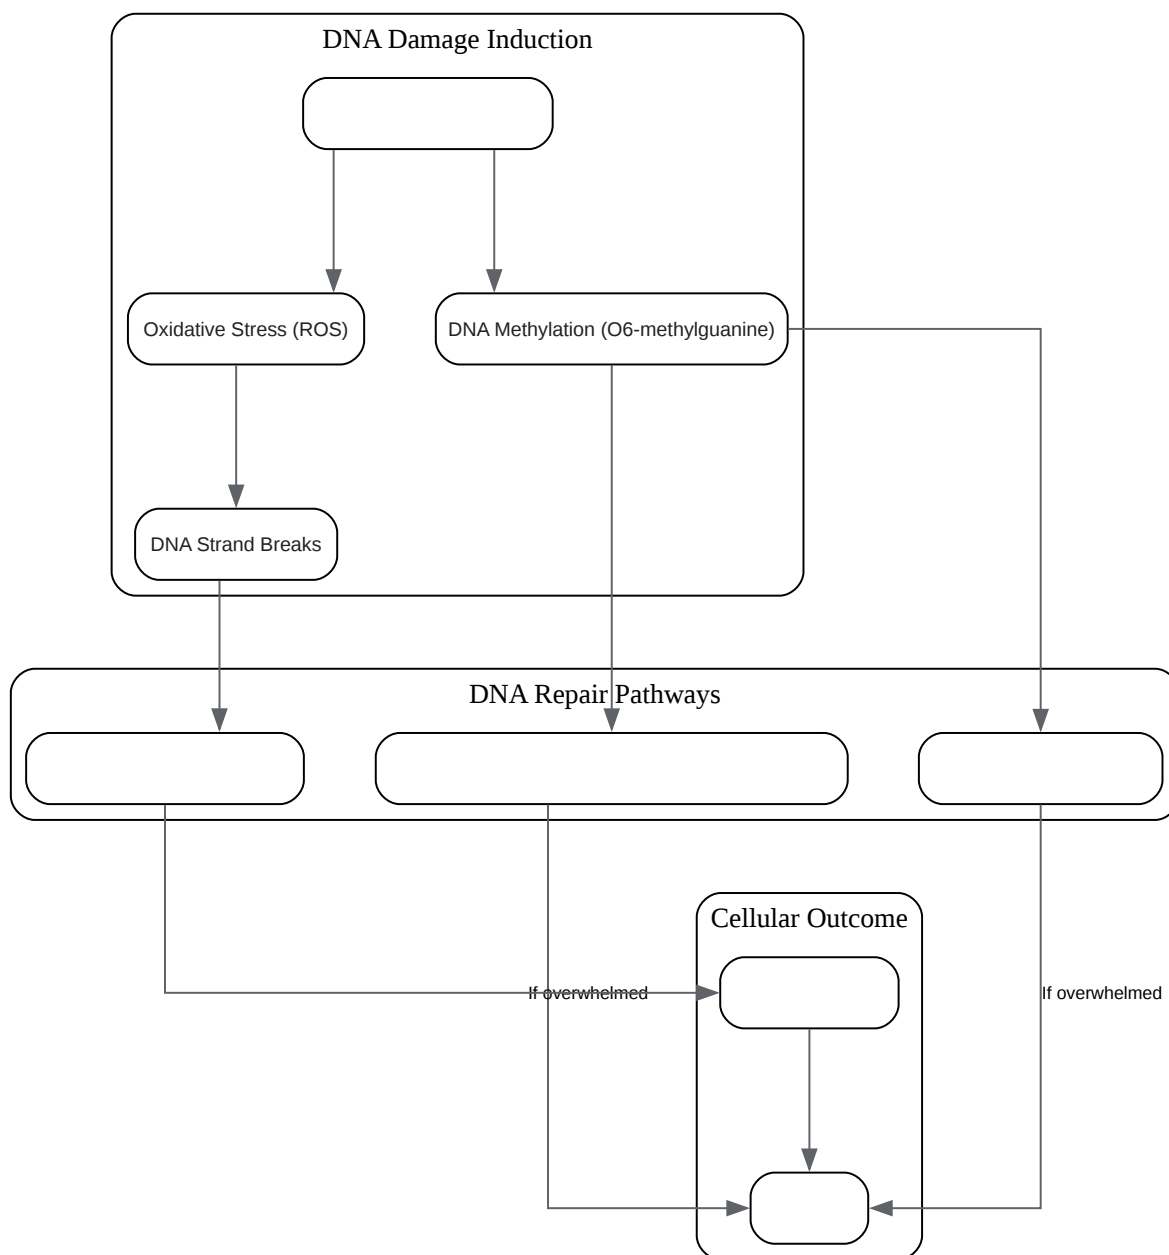 DNA Damage Induction
Oxidative Stress (ROS)
DNA Methylation (O6-methylguanine)
DNA Strand Breaks
DNA Repair Pathways
Cellular Outcome
If overwhelmed
If overwhelmed